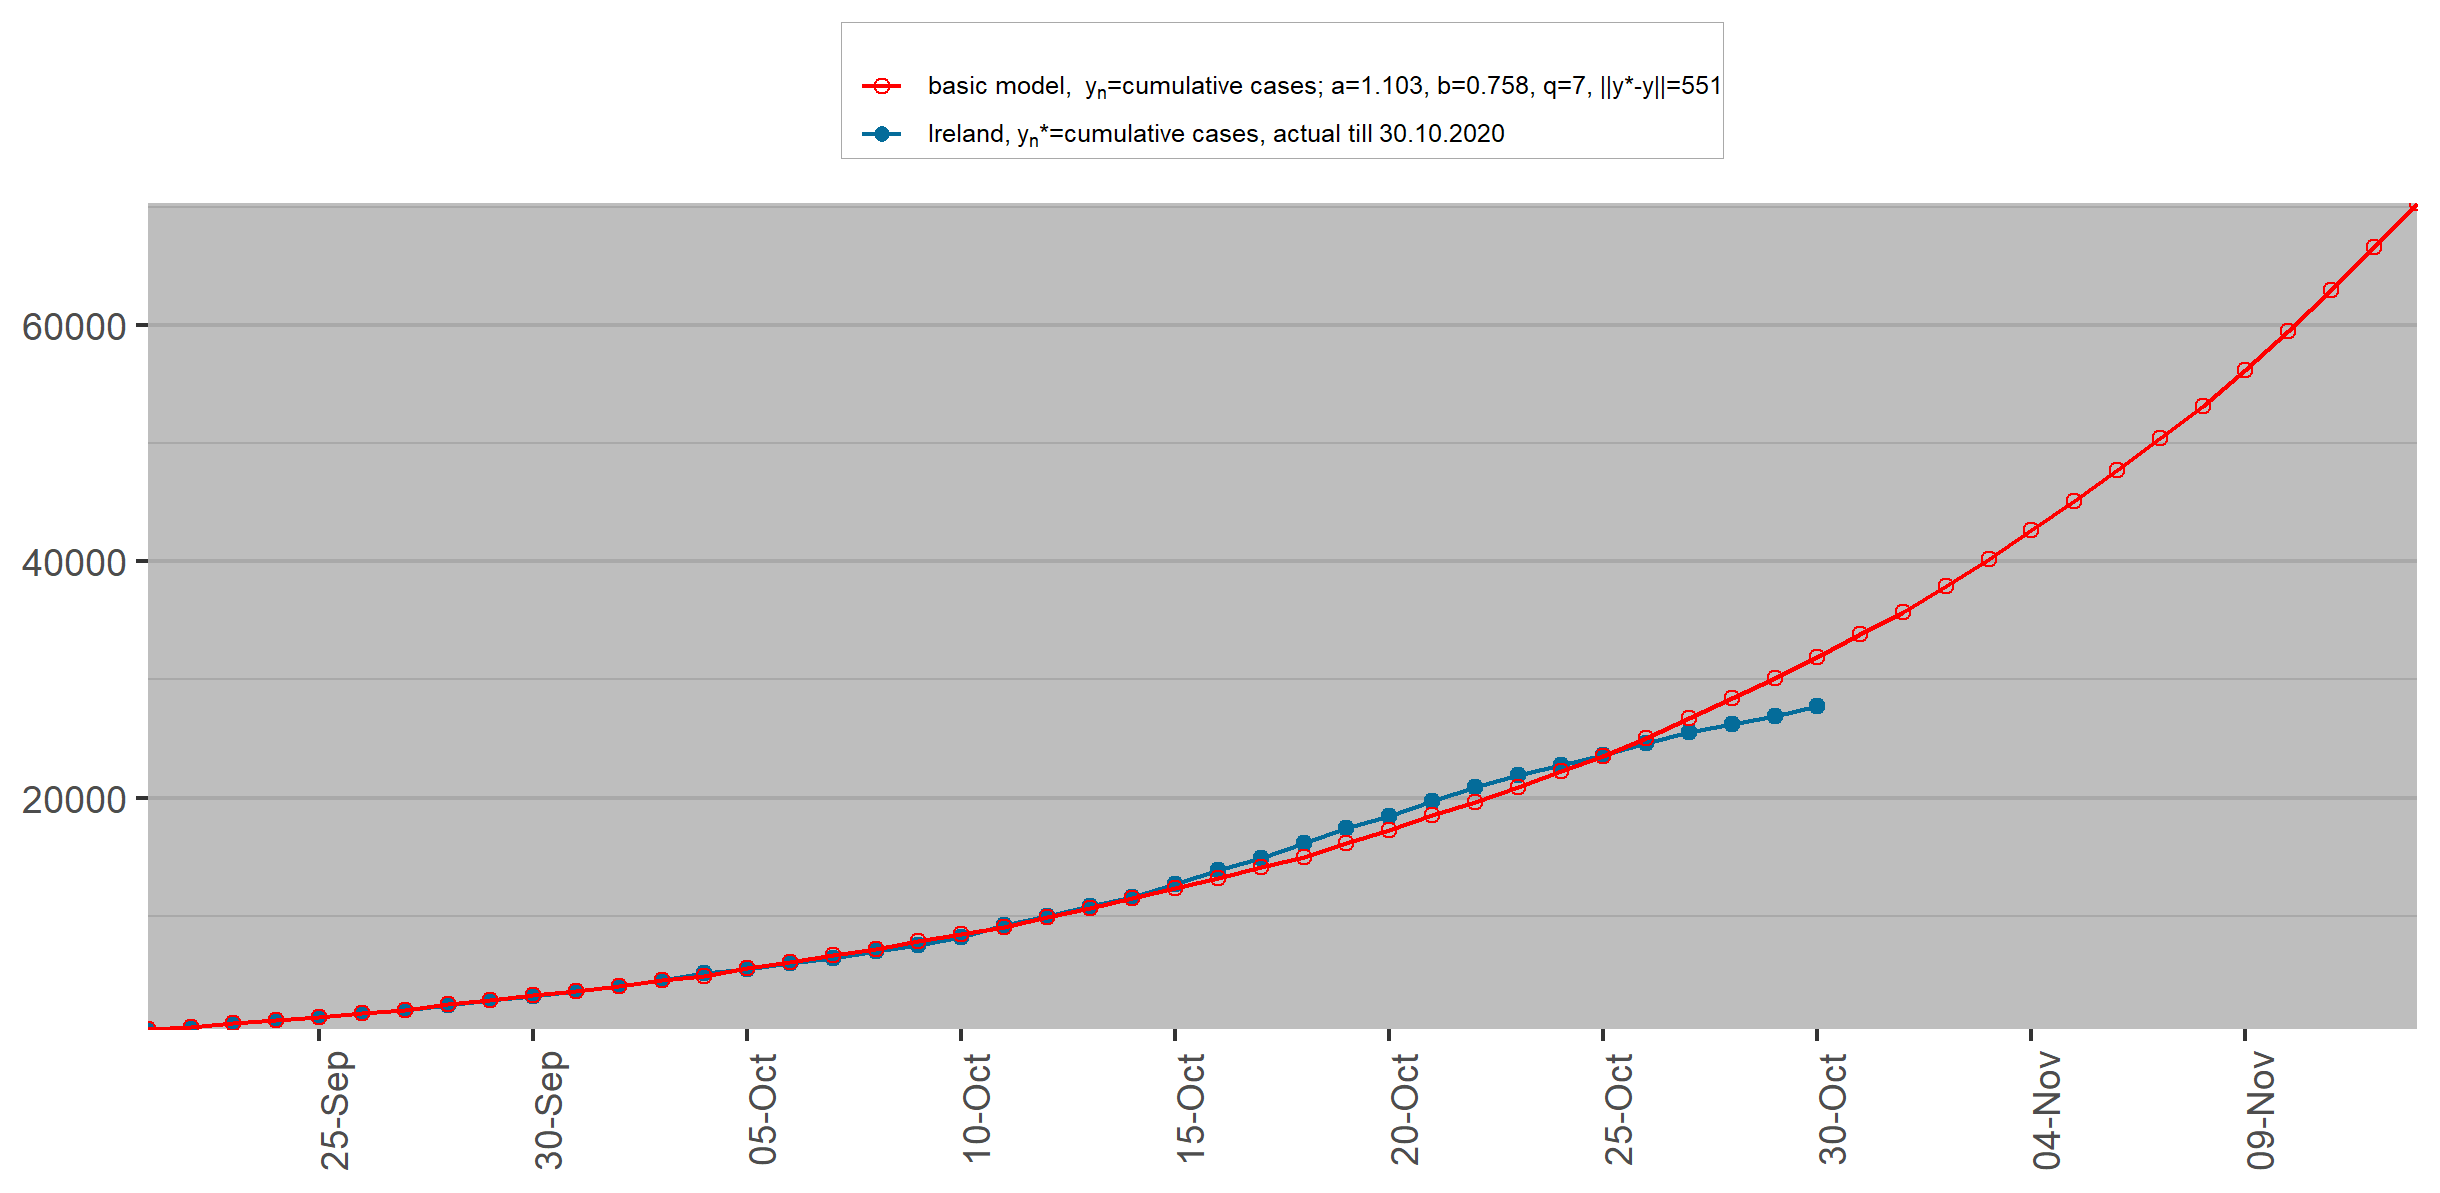 basic model, yₙ=cumulative cases; a=1.103, b=0.758, q=7, ||y*-y||=551
Ireland, yₙ*=cumulative cases, actual till 30.10.2020
60000
40000
20000
25-Sep
30-Sep
05-Oct
10-Oct
15-Oct
20-Oct
25-Oct
30-Oct
04-Nov
09-Nov